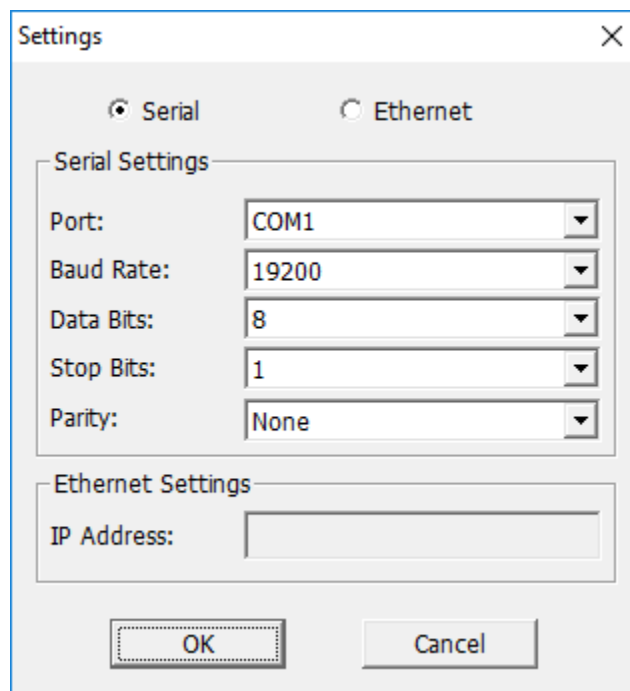 Settings
Serial Ethernet
Serial Settings
Port: COM1
Baud Rate: 19200
Data Bits: 8
Stop Bits: 1
Parity: None
Ethernet Settings
IP Address:
OK Cancel